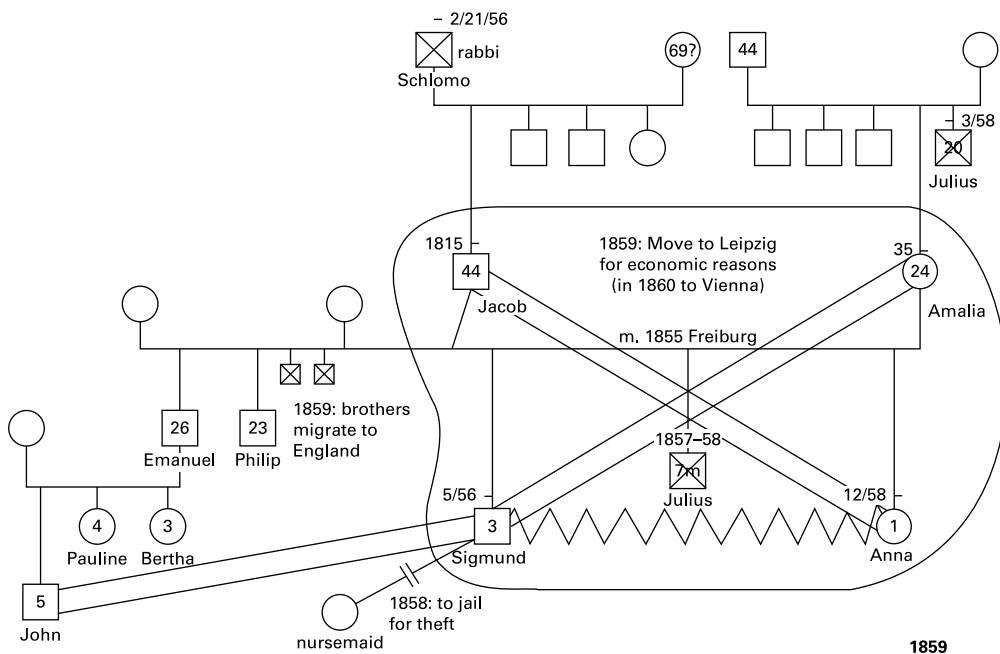 – 2/21/56
rabbi
Schlomo
69?
44
– 3/58
20
Julius
1815 –
44
Jacob
1859: Move to Leipzig
for economic reasons
(in 1860 to Vienna)
35 –
24
Amalia
m. 1855 Freiburg
26
Emanuel
23
Philip
1859: brothers
migrate to
England
1857–58
7m
Julius
5/56 –
3
Sigmund
12/58 –
1
Anna
4
Pauline
3
Bertha
5
John
nursemaid
1858: to jail
for theft
1859